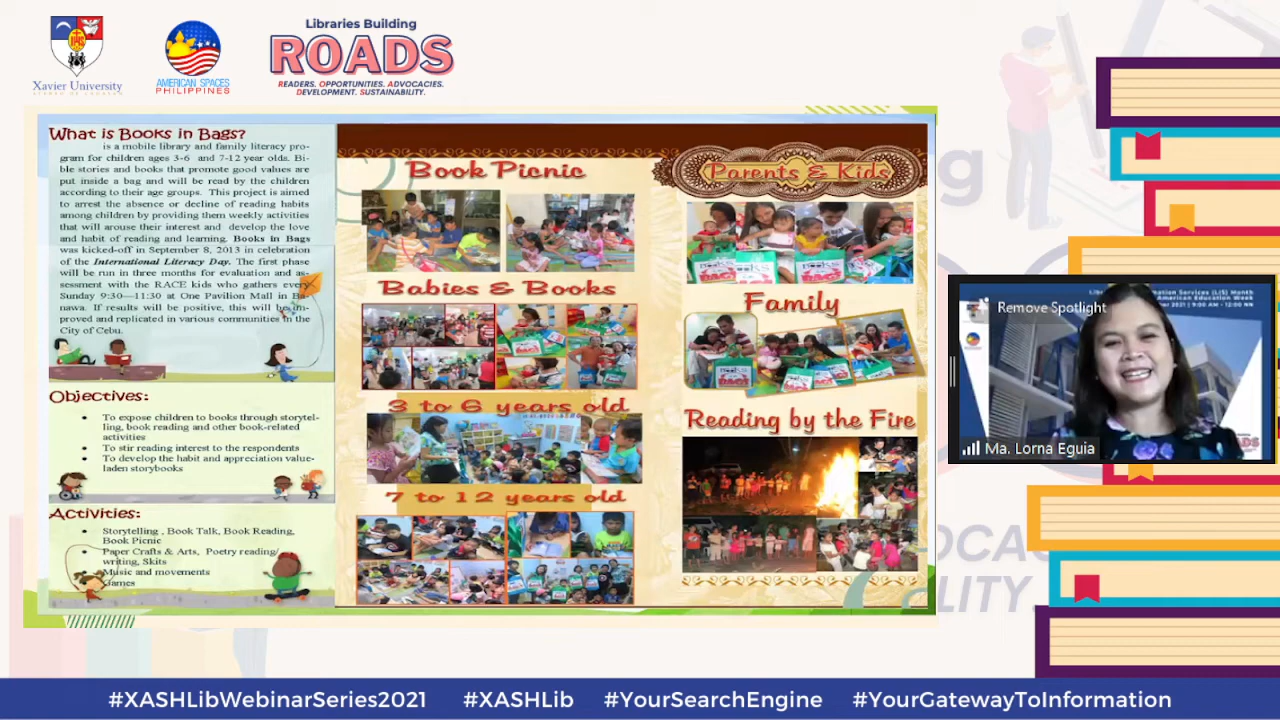 Xavier University
ATENEO DE CAGAYAN
AMERICAN SPACES
PHILIPPINES
Libraries Building
ROADS
READERS. OPPORTUNITIES. ADVOCACIES.
DEVELOPMENT. SUSTAINABILITY.
What is Books in Bags?
is a mobile library and family literacy pro-
gram for children ages 3-6 and 7-12 year olds. Bi-
ble stories and books that promote good values are
put inside a bag and will be read by the children
according to their age groups. This project is aimed
to arrest the absence or decline of reading habits
among children by providing them weekly activities
that will arouse their interest and develop the love
and habit of reading and learning. Books in Bags
was kicked-off in September 8, 2013 in celebration
of the International Literacy Day. The first phase
will be run in three months for evaluation and as-
sessment with the RACE kids who gathers every
Sunday 9:30—11:30 at One Pavilion Mall in Ba-
nawa. If results will be positive, this will be im-
proved and replicated in various communities in the
City of Cebu.
Objectives:
To expose children to books through storytel-
ling, book reading and other book-related
activities
To stir reading interest to the respondents
To develop the habit and appreciation value-
laden storybooks
Activities:
Storytelling , Book Talk, Book Reading,
Book Picnic
Paper Crafts & Arts, Poetry reading/
writing, Skits
Music and movements
Games
Book Picnic
Babies & Books
3 to 6 years old
7 to 12 years old
Parents & Kids
Family
Reading by the Fire
Remove Spotlight
Ma. Lorna Eguia
#XASHLibWebinarSeries2021 #XASHLib #YourSearchEngine #YourGatewayToInformation